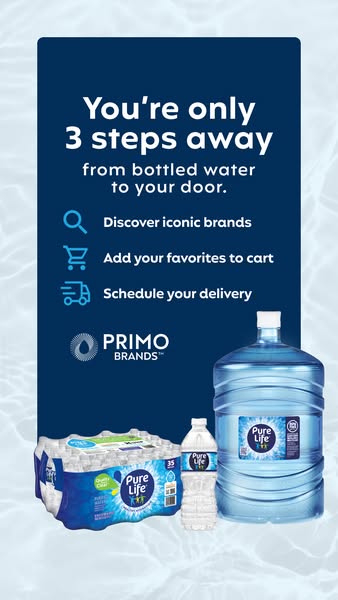 You're only
3 steps away
from bottled water
to your door.
Discover iconic brands
Add your favorites to cart
Schedule your delivery
PRIMO
BRANDS™
Pure
Life
Pure
Life
35
Pure
Life